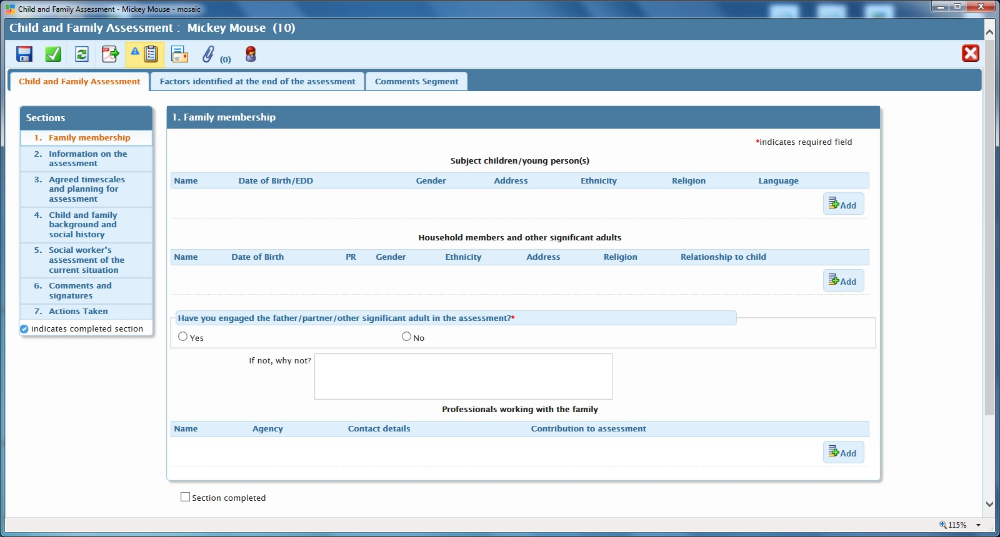 Child and Family Assessment - Mickey Mouse - mosaic
Child and Family Assessment : Mickey Mouse (10)
(0)
Child and Family Assessment
Factors identified at the end of the assessment
Comments Segment
Sections
1. Family membership
2. Information on the
assessment
3. Agreed timescales
and planning for
assessment
4. Child and family
background and
social history
5. Social worker's
assessment of the
current situation
6. Comments and
signatures
7. Actions Taken
indicates completed section
1. Family membership
*indicates required field
Subject children/young person(s)
Name Date of Birth/EDD Gender Address Ethnicity Religion Language
Add
Household members and other significant adults
Name Date of Birth PR Gender Ethnicity Address Religion Relationship to child
Add
Have you engaged the father/partner/other significant adult in the assessment?*
Yes No
If not, why not?
Professionals working with the family
Name Agency Contact details Contribution to assessment
Add
Section completed
115%